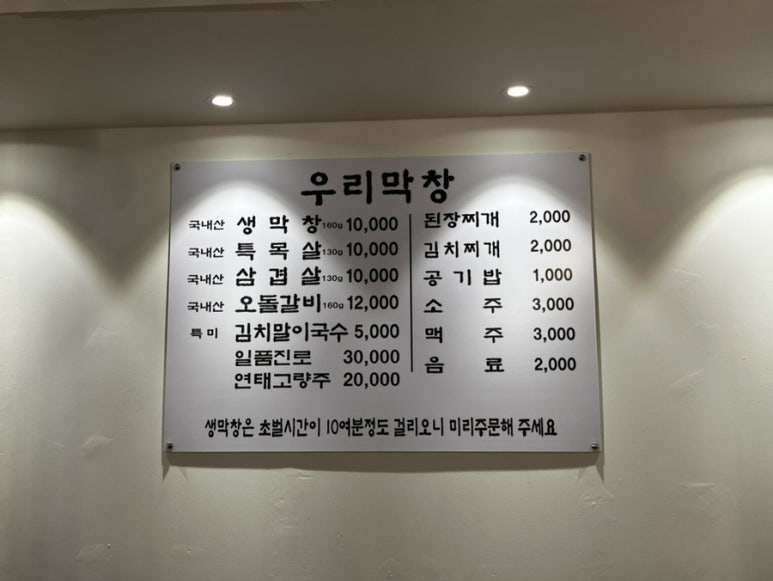 우리막창
국내산 생막창 160g 10,000
국내산 특목살 130g 10,000
국내산 삼겹살 130g 10,000
국내산 오돌갈비 160g 12,000
특미 김치말이국수 5,000
일품진로 30,000
연태고량주 20,000
된장찌개 2,000
김치찌개 2,000
공기밥 1,000
소주 3,000
맥주 3,000
음료 2,000
생막창은 초벌시간이 10여분정도 걸리오니 미리주문해 주세요